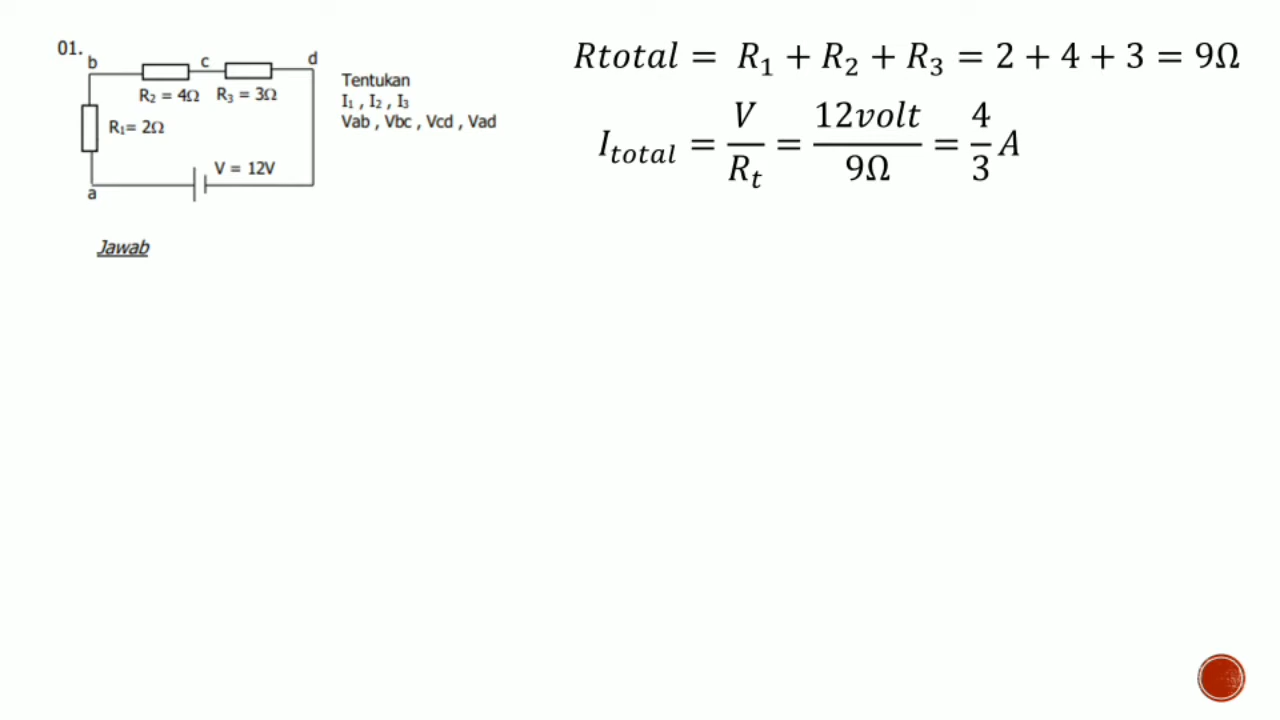 01.
b
c
d
R₂ = 4Ω R₃ = 3Ω
R₁= 2Ω
V = 12V
a
Tentukan
I₁ , I₂ , I₃
Vab , Vbc , Vcd , Vad
Jawab
Rtotal = R₁ + R₂ + R₃ = 2 + 4 + 3 = 9Ω
I_total = V/R_t = 12volt/9Ω = 4/3 A